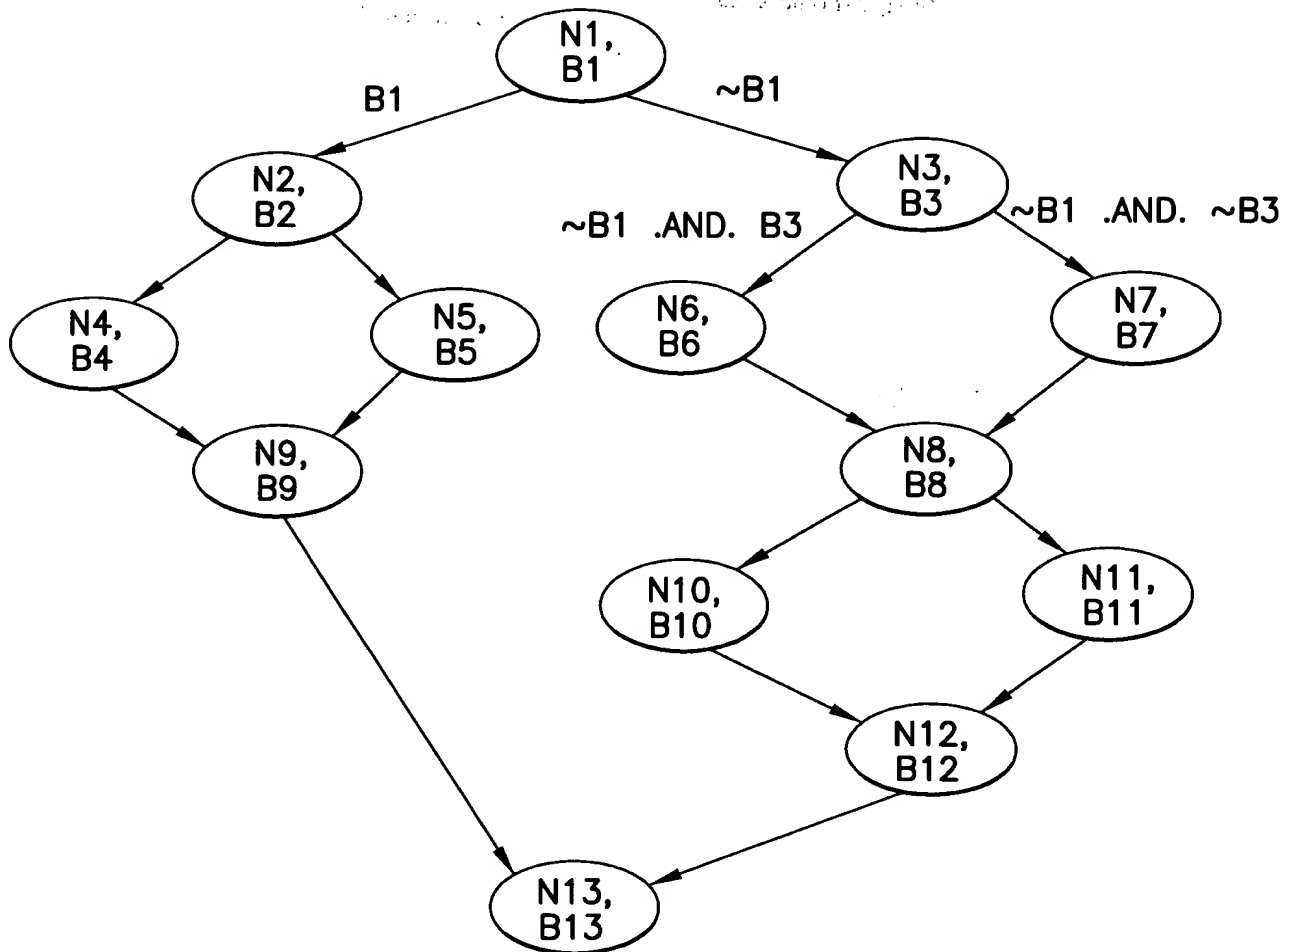 N1,
B1
B1
~B1
N2,
B2
N3,
B3
~B1 .AND. B3
~B1 .AND. ~B3
N4,
B4
N5,
B5
N6,
B6
N7,
B7
N9,
B9
N8,
B8
N10,
B10
N11,
B11
N12,
B12
N13,
B13